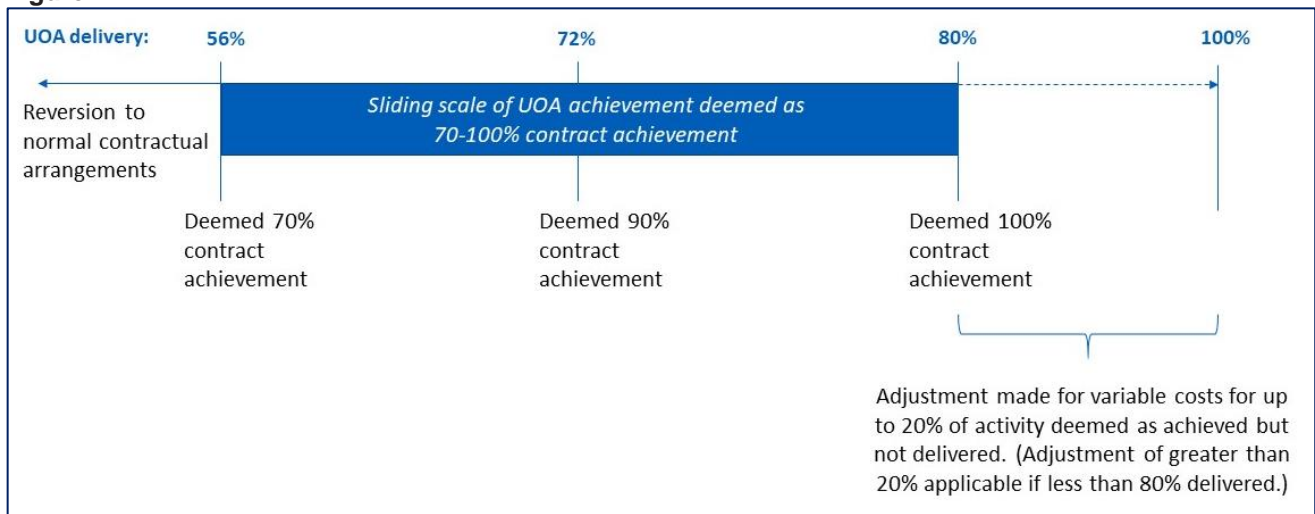 UOA delivery: 56% 72% 80% 100%
Sliding scale of UOA achievement deemed as
70-100% contract achievement
Reversion to
normal contractual
arrangements
Deemed 70%
contract
achievement
Deemed 90%
contract
achievement
Deemed 100%
contract
achievement
Adjustment made for variable costs for up
to 20% of activity deemed as achieved but
not delivered. (Adjustment of greater than
20% applicable if less than 80% delivered.)